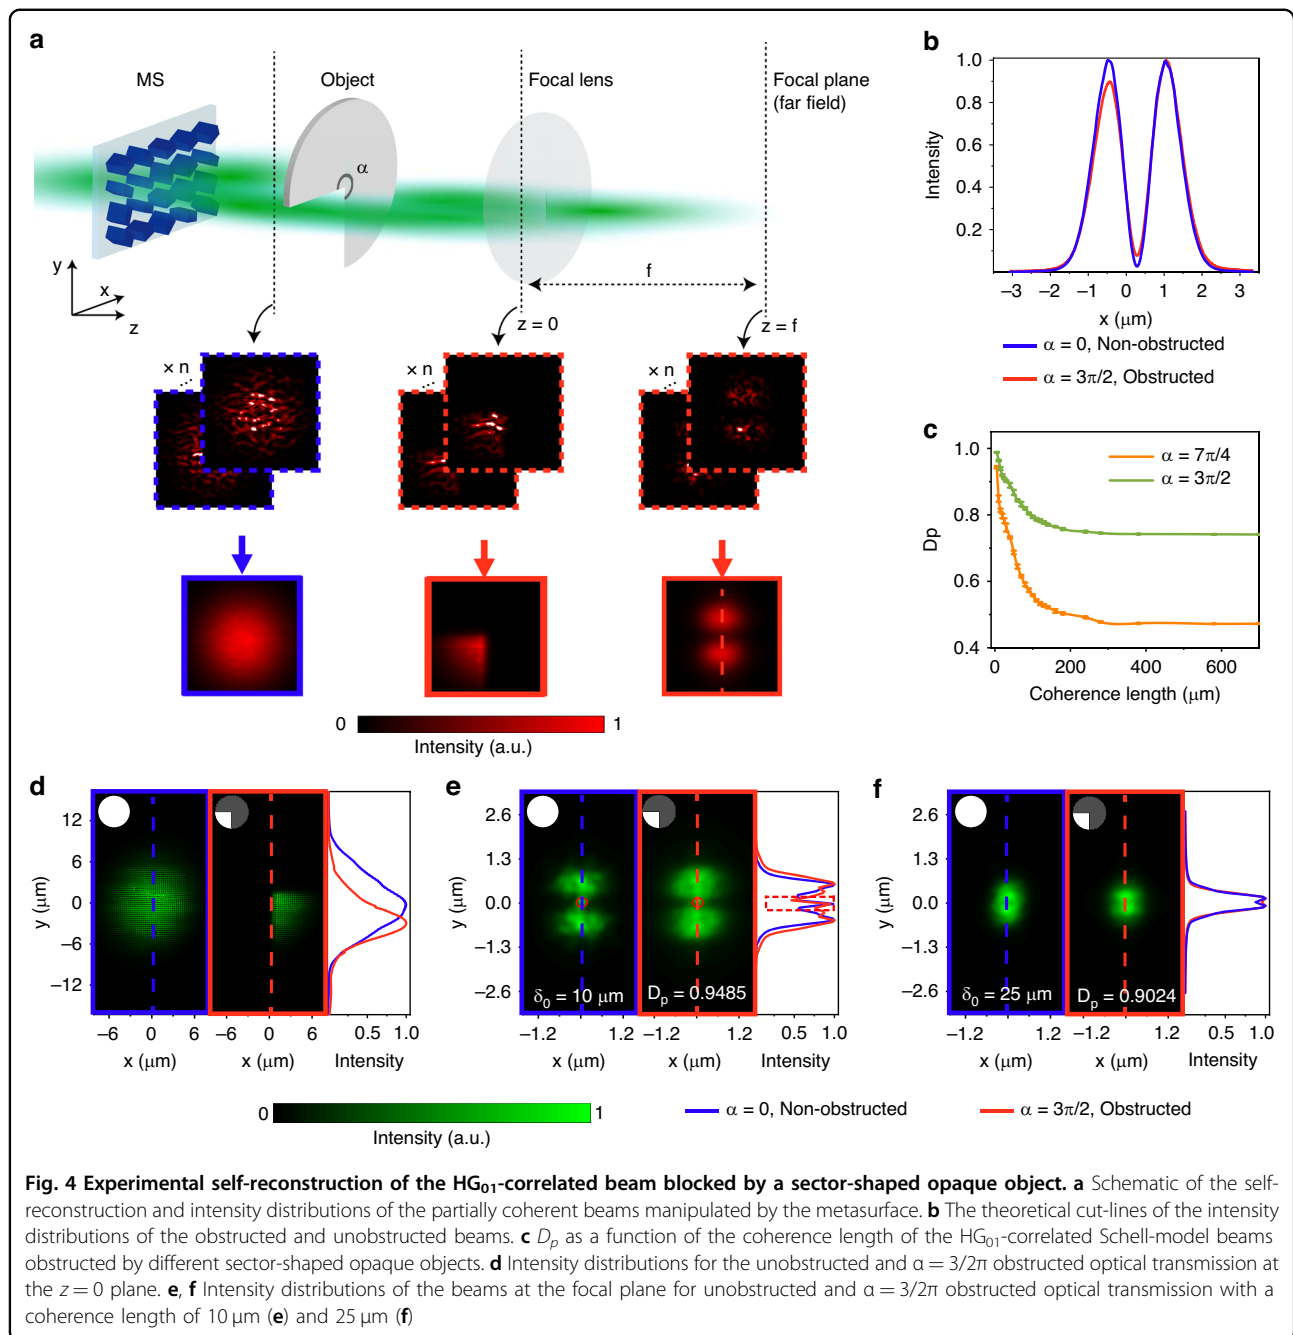 a
MS
Object
Focal lens
Focal plane
(far field)
α
f
y
x
z
z = 0
z = f
× n
× n
× n
0
1
Intensity (a.u.)
b
1.0
0.8
0.6
0.4
0.2
Intensity
−3
−2
−1
0
1
2
3
x (μm)
α = 0, Non-obstructed
α = 3π/2, Obstructed
c
1.0
0.8
0.6
0.4
Dp
α = 7π/4
α = 3π/2
0
200
400
600
Coherence length (μm)
d
12
6
0
−6
−12
y (μm)
−6
0
6
−6
0
6
0.5
1.0
x (μm)
x (μm)
Intensity
e
2.6
1.3
0.0
−1.3
−2.6
y (μm)
δ0 = 10 μm
Dp = 0.9485
−1.2
1.2
−1.2
1.2
0.5
1.0
x (μm)
x (μm)
Intensity
f
2.6
1.3
0.0
−1.3
−2.6
y (μm)
δ0 = 25 μm
Dp = 0.9024
−1.2
1.2
−1.2
1.2
0.5
1.0
x (μm)
x (μm)
Intensity
0
1
Intensity (a.u.)
α = 0, Non-obstructed
α = 3π/2, Obstructed
Fig. 4 Experimental self-reconstruction of the HG01-correlated beam blocked by a sector-shaped opaque object. a Schematic of the self-
reconstruction and intensity distributions of the partially coherent beams manipulated by the metasurface. b The theoretical cut-lines of the intensity
distributions of the obstructed and unobstructed beams. c Dp as a function of the coherence length of the HG01-correlated Schell-model beams
obstructed by different sector-shaped opaque objects. d Intensity distributions for the unobstructed and α = 3/2π obstructed optical transmission at
the z = 0 plane. e, f Intensity distributions of the beams at the focal plane for unobstructed and α = 3/2π obstructed optical transmission with a
coherence length of 10 μm (e) and 25 μm (f)